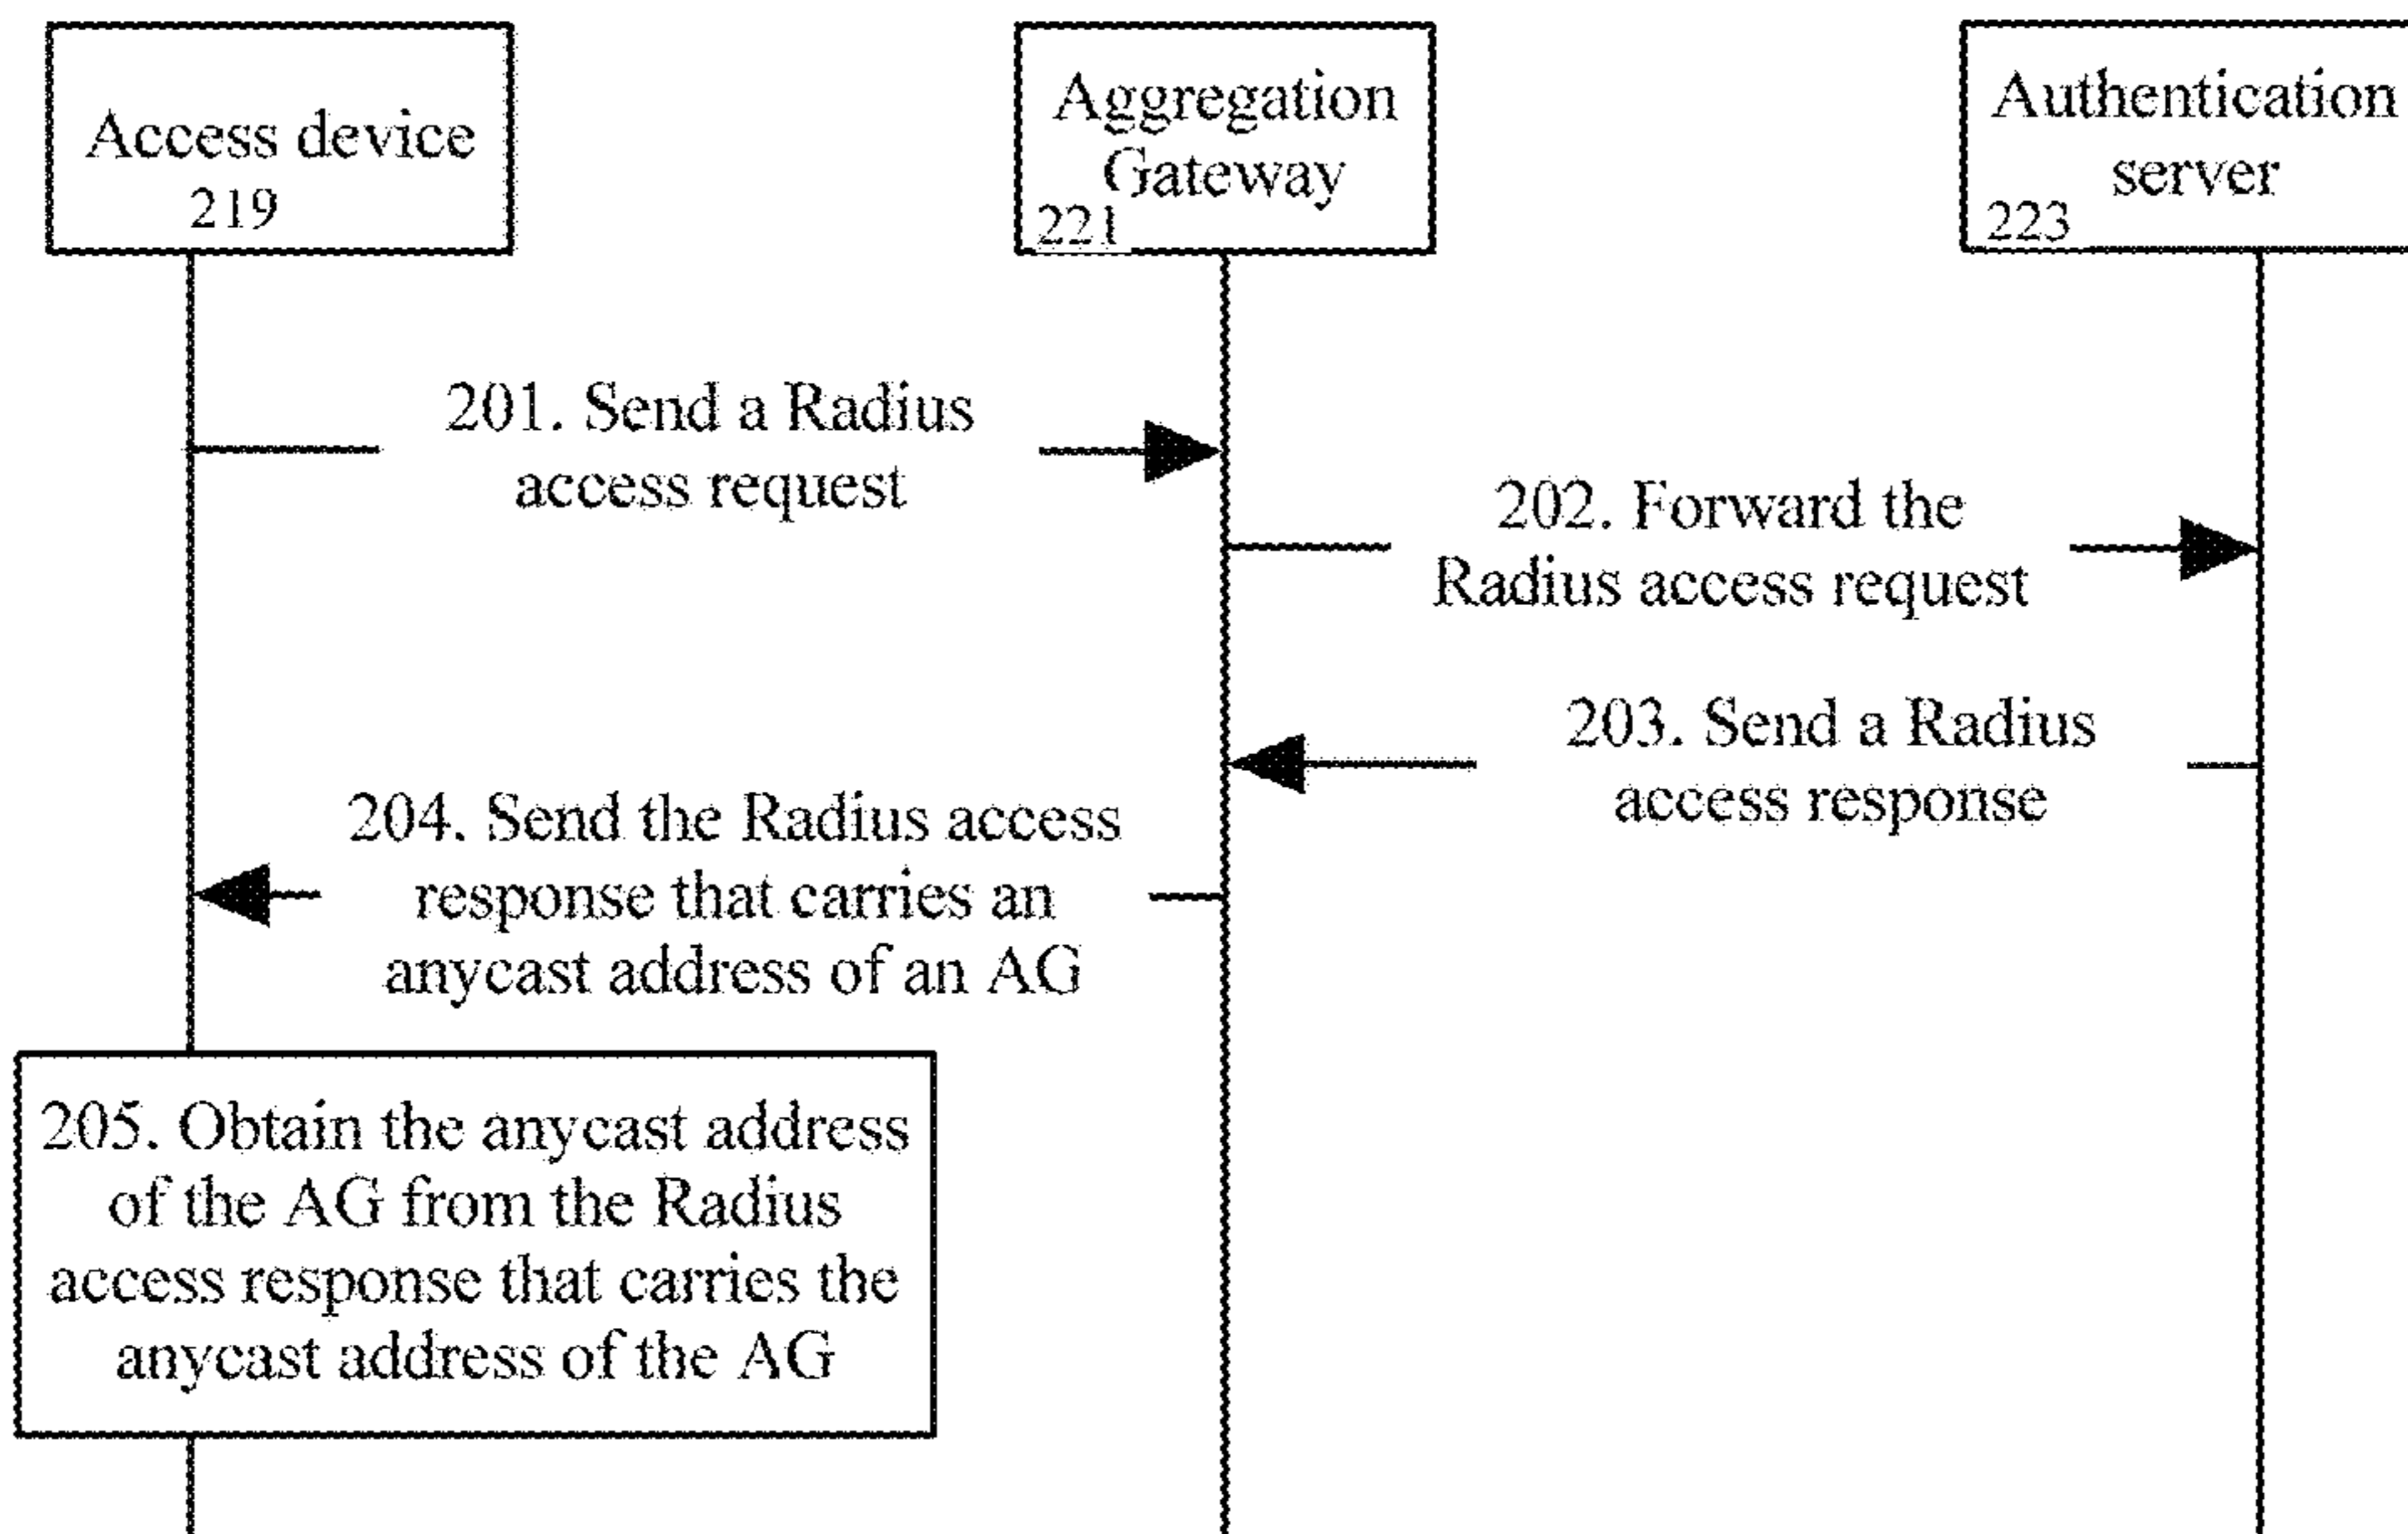 Access device
219
Aggregation
Gateway
221
Authentication
server
223
201. Send a Radius
access request
202. Forward the
Radius access request
203. Send a Radius
access response
204. Send the Radius access
response that carries an
anycast address of an AG
205. Obtain the anycast address
of the AG from the Radius
access response that carries the
anycast address of the AG